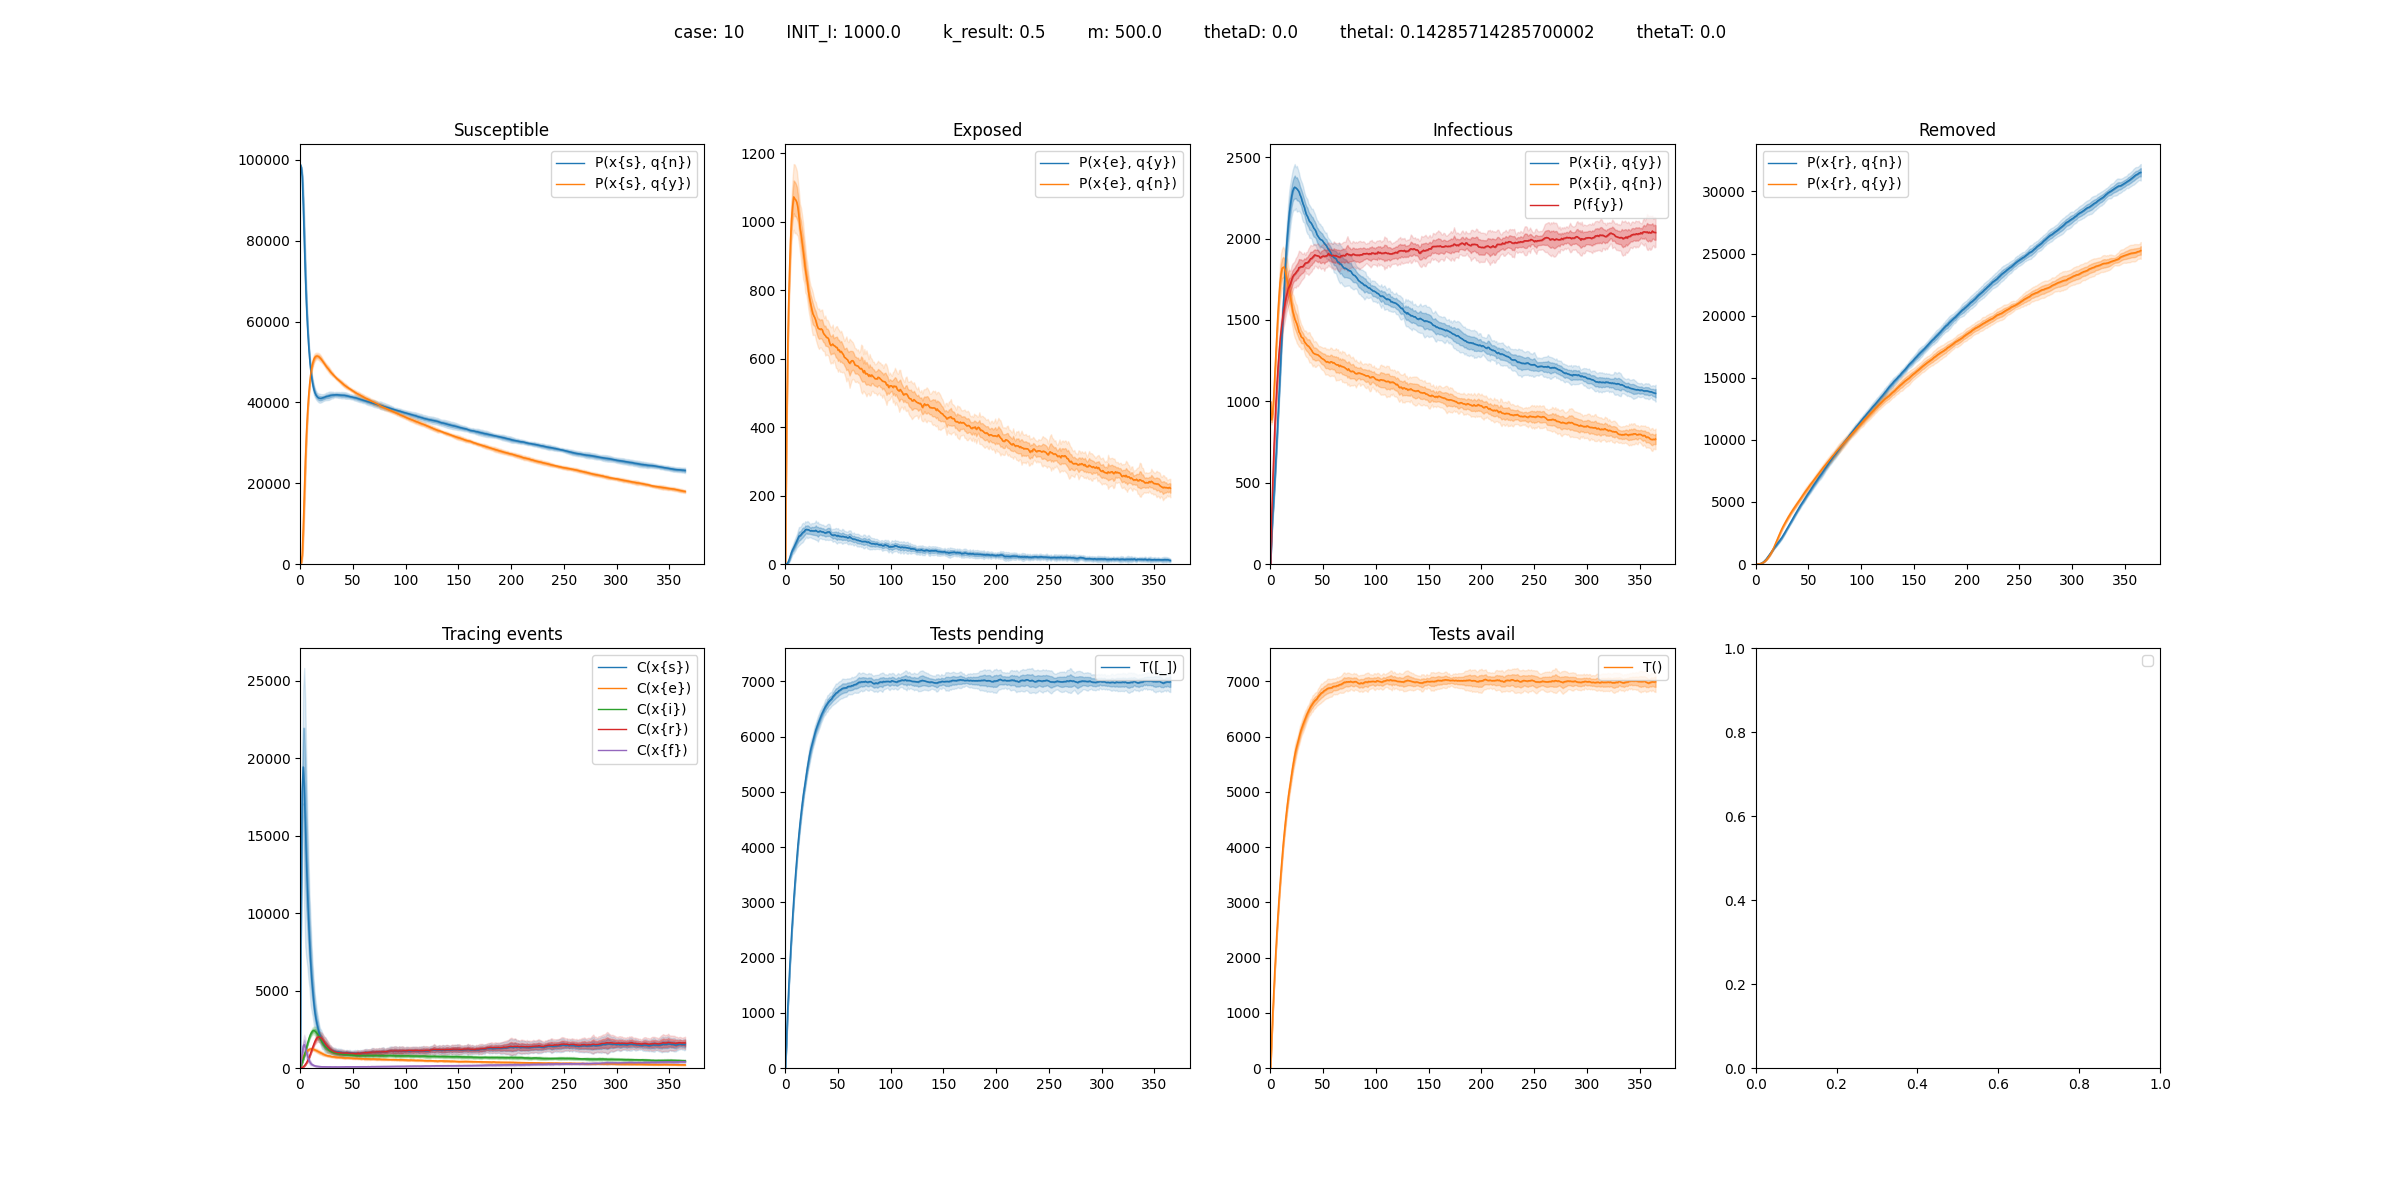 case: 10 INIT_I: 1000.0 k_result: 0.5 m: 500.0 thetaD: 0.0 thetaI: 0.14285714285700002 thetaT: 0.0
Susceptible
100000
80000
60000
40000
20000
0
0 50 100 150 200 250 300 350
P(x{s}, q{n})
P(x{s}, q{y})
Exposed
1200
1000
800
600
400
200
0
0 50 100 150 200 250 300 350
P(x{e}, q{y})
P(x{e}, q{n})
Infectious
2500
2000
1500
1000
500
0
0 50 100 150 200 250 300 350
P(x{i}, q{y})
P(x{i}, q{n})
P(f{y})
Removed
30000
25000
20000
15000
10000
5000
0
0 50 100 150 200 250 300 350
P(x{r}, q{n})
P(x{r}, q{y})
Tracing events
25000
20000
15000
10000
5000
0
0 50 100 150 200 250 300 350
C(x{s})
C(x{e})
C(x{i})
C(x{r})
C(x{f})
Tests pending
7000
6000
5000
4000
3000
2000
1000
0
0 50 100 150 200 250 300 350
T([_])
Tests avail
7000
6000
5000
4000
3000
2000
1000
0
0 50 100 150 200 250 300 350
T()
1.0
0.8
0.6
0.4
0.2
0.0
0.0 0.2 0.4 0.6 0.8 1.0